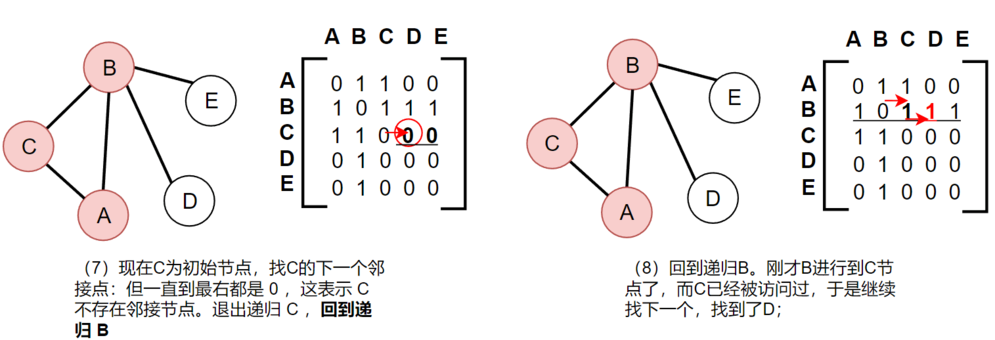 B
E
C
D
A
A B C D E
A 0 1 1 0 0
B 1 0 1 1 1
C 1 1 0 0 0
D 0 1 0 0 0
E 0 1 0 0 0
（7）现在C为初始节点，找C的下一个邻
接点：但一直到最右都是 0 ，这表示 C
不存在邻接节点。退出递归 C ，回到递
归 B
B
E
C
D
A
A B C D E
A 0 1 1 0 0
B 1 0 1 1 1
C 1 1 0 0 0
D 0 1 0 0 0
E 0 1 0 0 0
（8）回到递归B。刚才B进行到C节
点了，而C已经被访问过，于是继续
找下一个，找到了D；